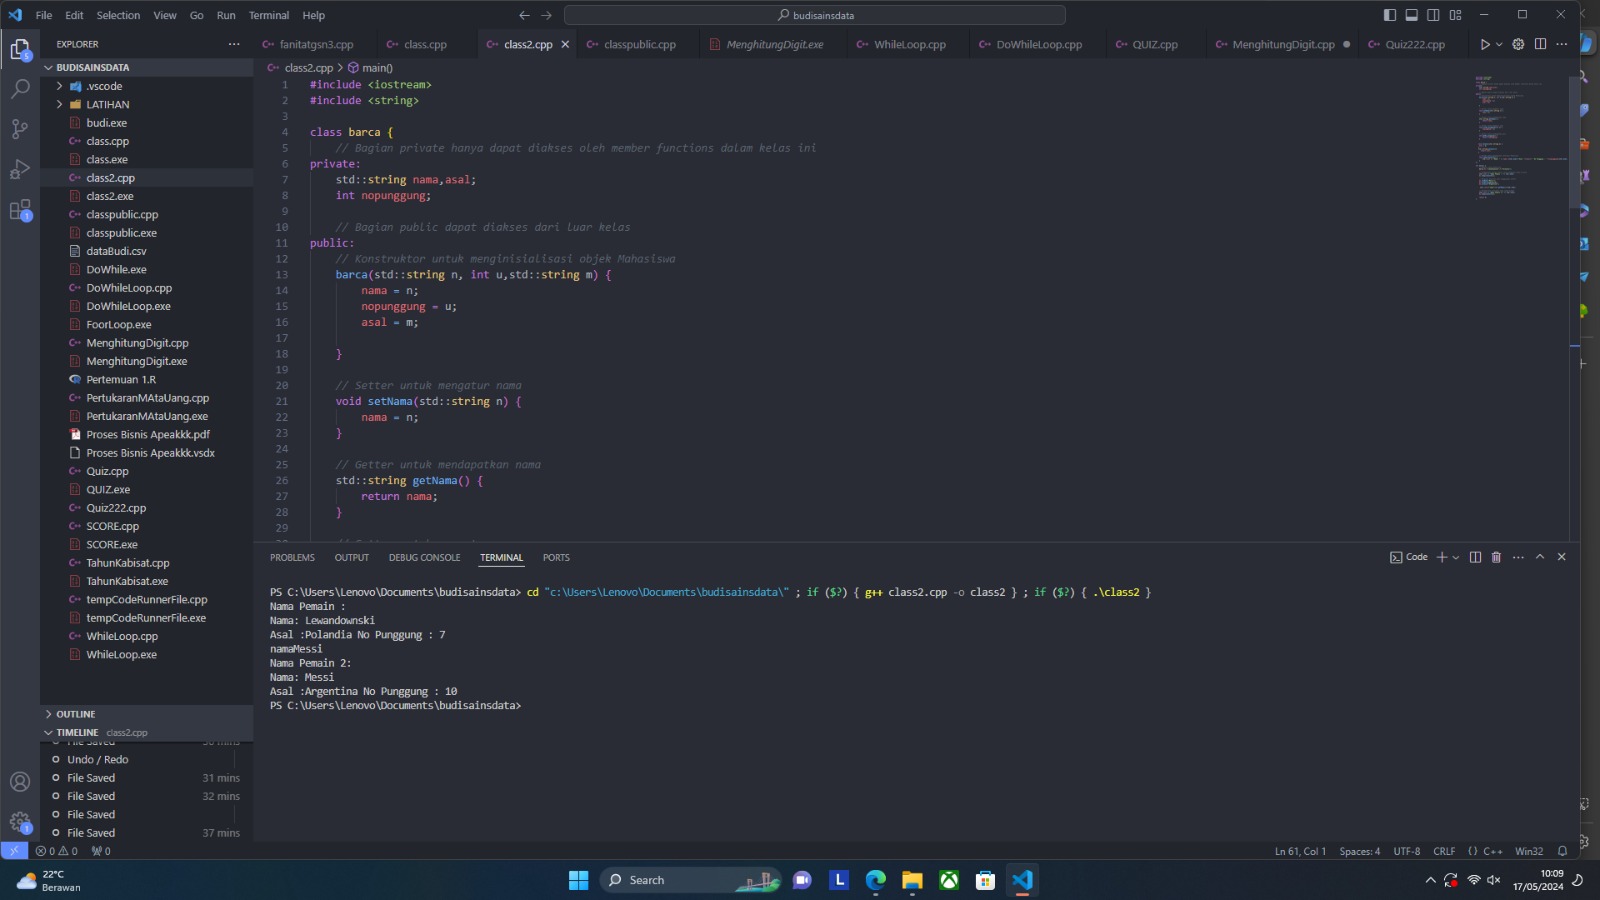 File Edit Selection View Go Run Terminal Help
budisainsdata
EXPLORER
fanitatgsn3.cpp class.cpp class2.cpp classpublic.cpp MenghitungDigit.exe WhileLoop.cpp DoWhileLoop.cpp QUIZ.cpp MenghitungDigit.cpp Quiz222.cpp
BUDISAINSDATA
.vscode
LATIHAN
budi.exe
class.cpp
class.exe
class2.cpp
class2.exe
classpublic.cpp
classpublic.exe
dataBudi.csv
DoWhile.exe
DoWhileLoop.cpp
DoWhileLoop.exe
FoorLoop.exe
MenghitungDigit.cpp
MenghitungDigit.exe
Pertemuan 1.R
PertukaranMAtaUang.cpp
PertukaranMAtaUang.exe
Proses Bisnis Apeakkk.pdf
Proses Bisnis Apeakkk.vsdx
Quiz.cpp
QUIZ.exe
Quiz222.cpp
SCORE.cpp
SCORE.exe
TahunKabisat.cpp
TahunKabisat.exe
tempCodeRunnerFile.cpp
tempCodeRunnerFile.exe
WhileLoop.cpp
WhileLoop.exe
OUTLINE
TIMELINE class2.cpp
File Saved 30 mins
Undo / Redo
File Saved 31 mins
File Saved 32 mins
File Saved
File Saved 37 mins
class2.cpp > main()
1 #include <iostream>
2 #include <string>
3
4 class barca {
5 // Bagian private hanya dapat diakses oleh member functions dalam kelas ini
6 private:
7 std::string nama,asal;
8 int nopunggung;
9
10 // Bagian public dapat diakses dari luar kelas
11 public:
12 // Konstruktor untuk menginisialisasi objek Mahasiswa
13 barca(std::string n, int u,std::string m) {
14 nama = n;
15 nopunggung = u;
16 asal = m;
17
18 }
19
20 // Setter untuk mengatur nama
21 void setNama(std::string n) {
22 nama = n;
23 }
24
25 // Getter untuk mendapatkan nama
26 std::string getNama() {
27 return nama;
28 }
29
PROBLEMS OUTPUT DEBUG CONSOLE TERMINAL PORTS
Code
PS C:\Users\Lenovo\Documents\budisainsdata> cd "c:\Users\Lenovo\Documents\budisainsdata\" ; if ($?) { g++ class2.cpp -o class2 } ; if ($?) { .\class2 }
Nama Pemain :
Nama: Lewandownski
Asal :Polandia No Punggung : 7
namaMessi
Nama Pemain 2:
Nama: Messi
Asal :Argentina No Punggung : 10
PS C:\Users\Lenovo\Documents\budisainsdata>
0 0 0
Ln 61, Col 1 Spaces: 4 UTF-8 CRLF {} C++ Win32
22°C
Berawan
Search
L
10:09
17/05/2024